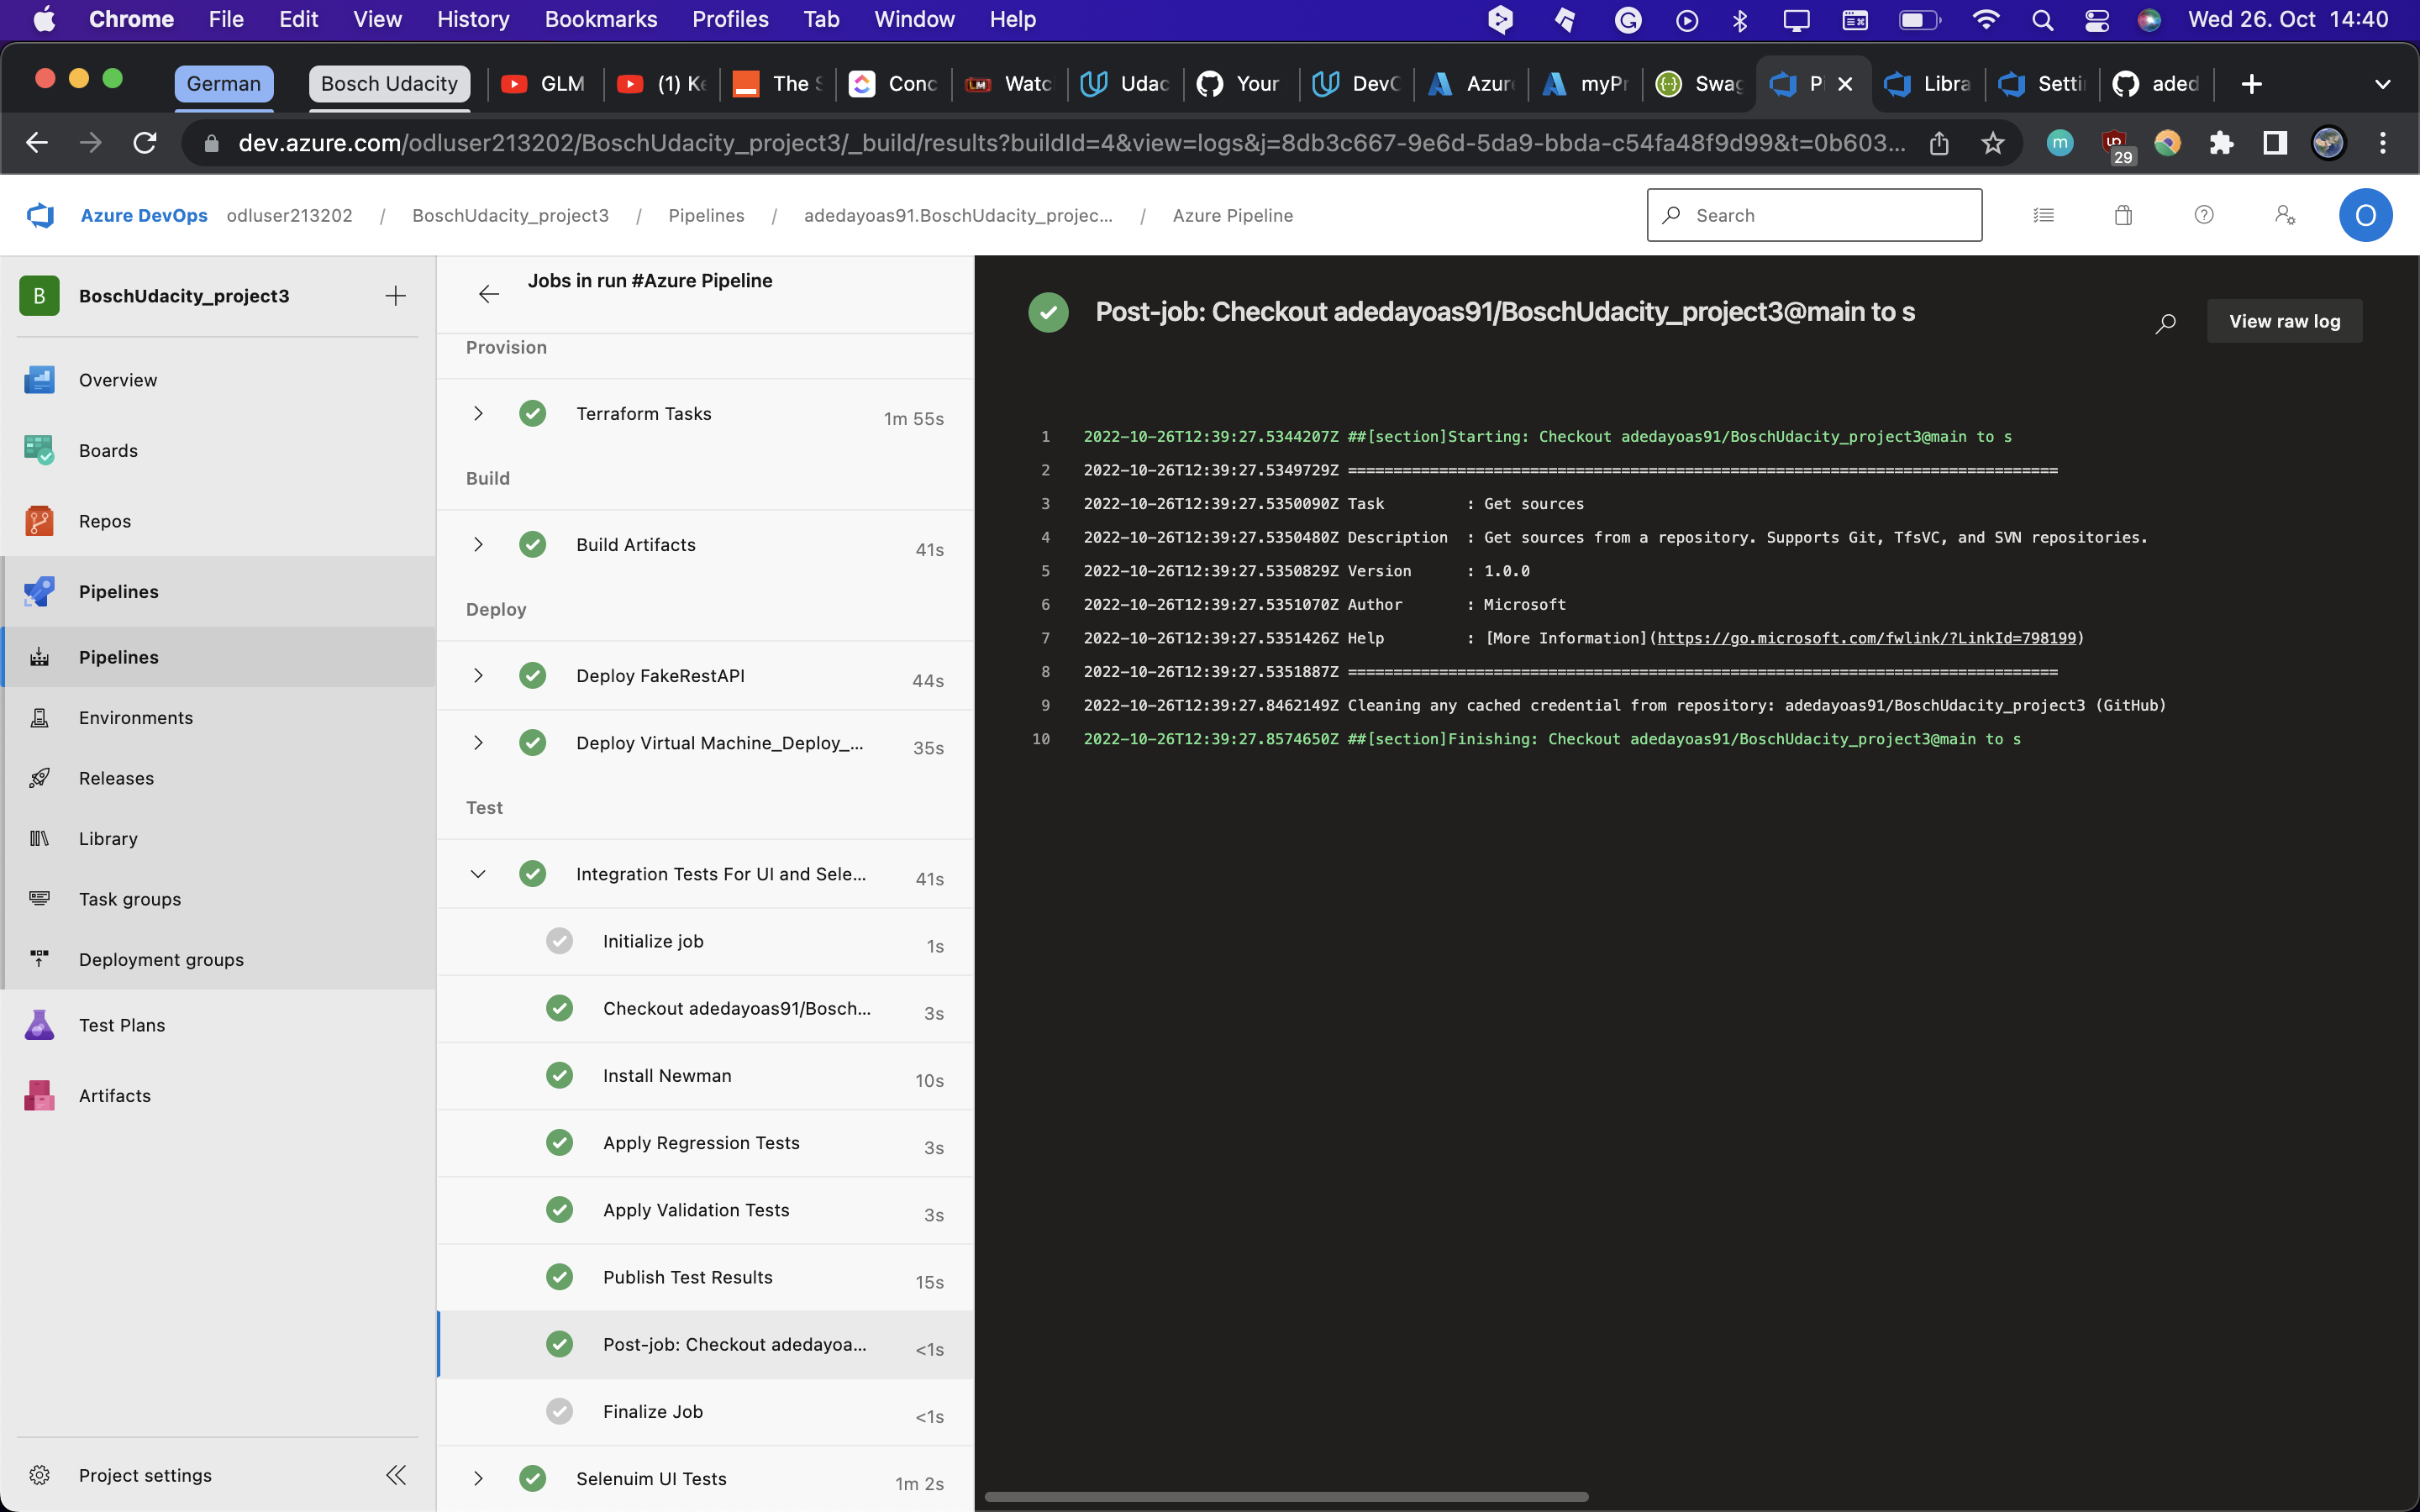 Chrome File Edit View History Bookmarks Profiles Tab Window Help Wed 26. Oct 14:40
German Bosch Udacity GLM (1) Ke The S Conc Watc Udac Your DevC Azur myPr Swag Pi Libra Setti aded
dev.azure.com/odluser213202/BoschUdacity_project3/_build/results?buildId=4&view=logs&j=8db3c667-9e6d-5da9-bbda-c54fa48f9d99&t=0b603... m 29
Azure DevOps odluser213202 / BoschUdacity_project3 / Pipelines / adedayoas91.BoschUdacity_projec... / Azure Pipeline Search O
B BoschUdacity_project3
Overview
Boards
Repos
Pipelines
Pipelines
Environments
Releases
Library
Task groups
Deployment groups
Test Plans
Artifacts
Project settings
Jobs in run #Azure Pipeline
Provision
Terraform Tasks 1m 55s
Build
Build Artifacts 41s
Deploy
Deploy FakeRestAPI 44s
Deploy Virtual Machine_Deploy_... 35s
Test
Integration Tests For UI and Sele... 41s
Initialize job 1s
Checkout adedayoas91/Bosch... 3s
Install Newman 10s
Apply Regression Tests 3s
Apply Validation Tests 3s
Publish Test Results 15s
Post-job: Checkout adedayoa... <1s
Finalize Job <1s
Selenuim UI Tests 1m 2s
Post-job: Checkout adedayoas91/BoschUdacity_project3@main to s
View raw log
1 2022-10-26T12:39:27.5344207Z ##[section]Starting: Checkout adedayoas91/BoschUdacity_project3@main to s
2 2022-10-26T12:39:27.5349729Z ==============================================================================
3 2022-10-26T12:39:27.5350090Z Task : Get sources
4 2022-10-26T12:39:27.5350480Z Description : Get sources from a repository. Supports Git, TfsVC, and SVN repositories.
5 2022-10-26T12:39:27.5350829Z Version : 1.0.0
6 2022-10-26T12:39:27.5351070Z Author : Microsoft
7 2022-10-26T12:39:27.5351426Z Help : [More Information](https://go.microsoft.com/fwlink/?LinkId=798199)
8 2022-10-26T12:39:27.5351887Z ==============================================================================
9 2022-10-26T12:39:27.8462149Z Cleaning any cached credential from repository: adedayoas91/BoschUdacity_project3 (GitHub)
10 2022-10-26T12:39:27.8574650Z ##[section]Finishing: Checkout adedayoas91/BoschUdacity_project3@main to s